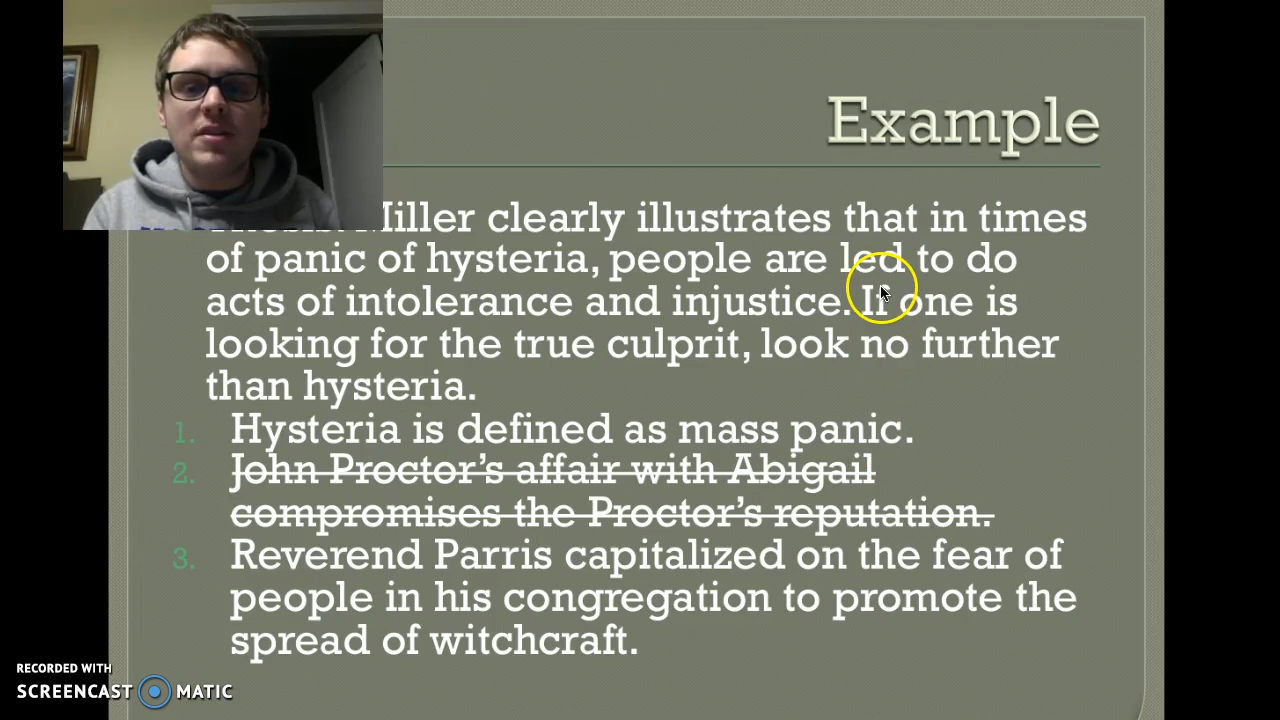 Example
Miller clearly illustrates that in times
of panic of hysteria, people are led to do
acts of intolerance and injustice. If one is
looking for the true culprit, look no further
than hysteria.
1. Hysteria is defined as mass panic.
2. John Proctor’s affair with Abigail
compromises the Proctor’s reputation.
3. Reverend Parris capitalized on the fear of
people in his congregation to promote the
spread of witchcraft.
RECORDED WITH
SCREENCAST MATIC